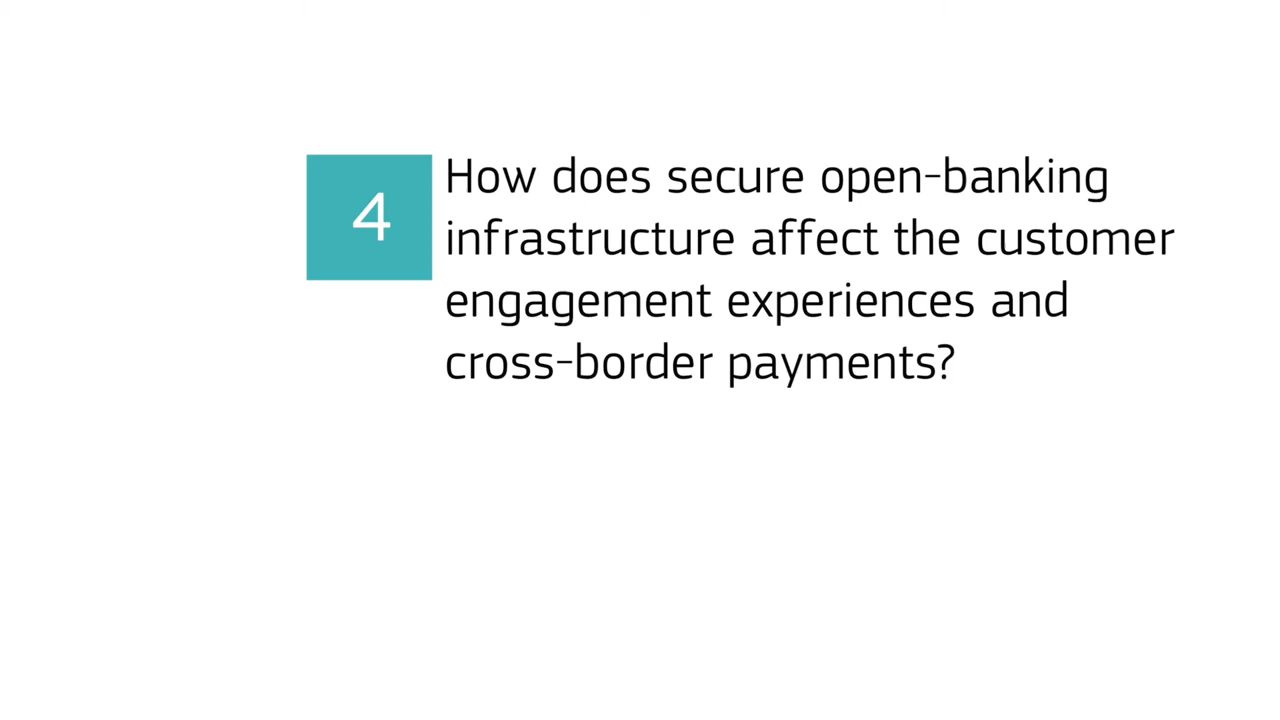 4
How does secure open-banking
infrastructure affect the customer
engagement experiences and
cross-border payments?